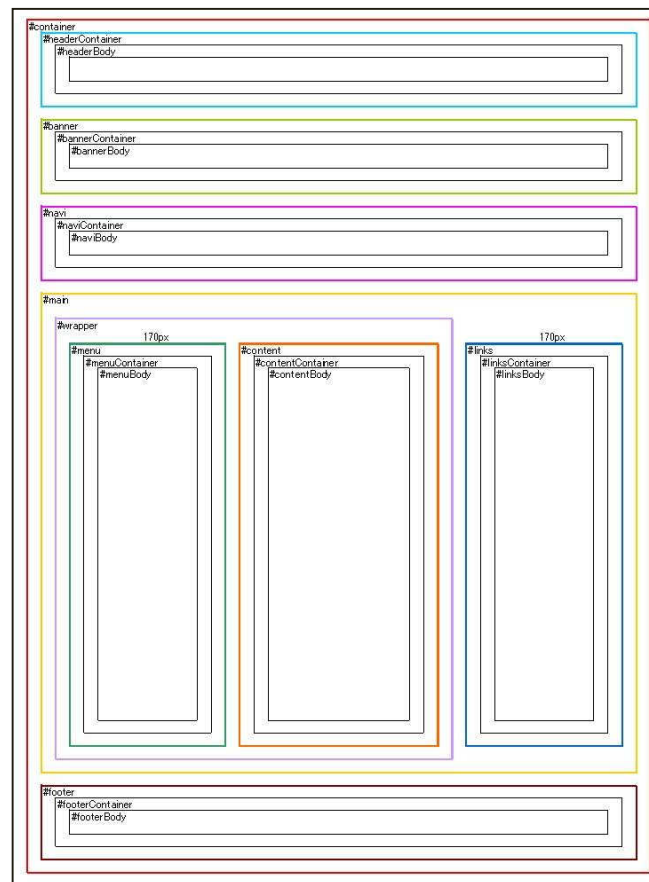 #container
#headerContainer
#headerBody
#banner
#bannerContainer
#bannerBody
#navi
#naviContainer
#naviBody
#main
#wrapper
170px 170px
#menu #content #links
#menuContainer #contentContainer #linksContainer
#menuBody #contentBody #linksBody
#footer
#footerContainer
#footerBody